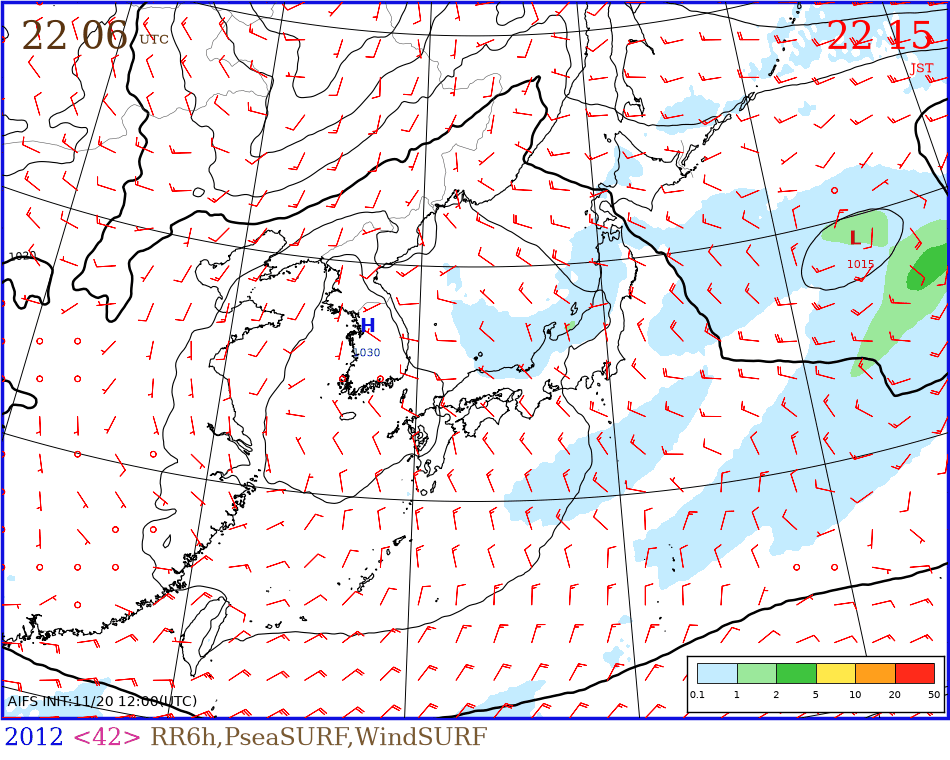 22 06 UTC
22 15
JST
L
1015
1020
H
1030
0.1 1 2 5 10 20 50
AIFS INIT:11/20 12:00(UTC)
2012 <42> RR6h,PseaSURF,WindSURF